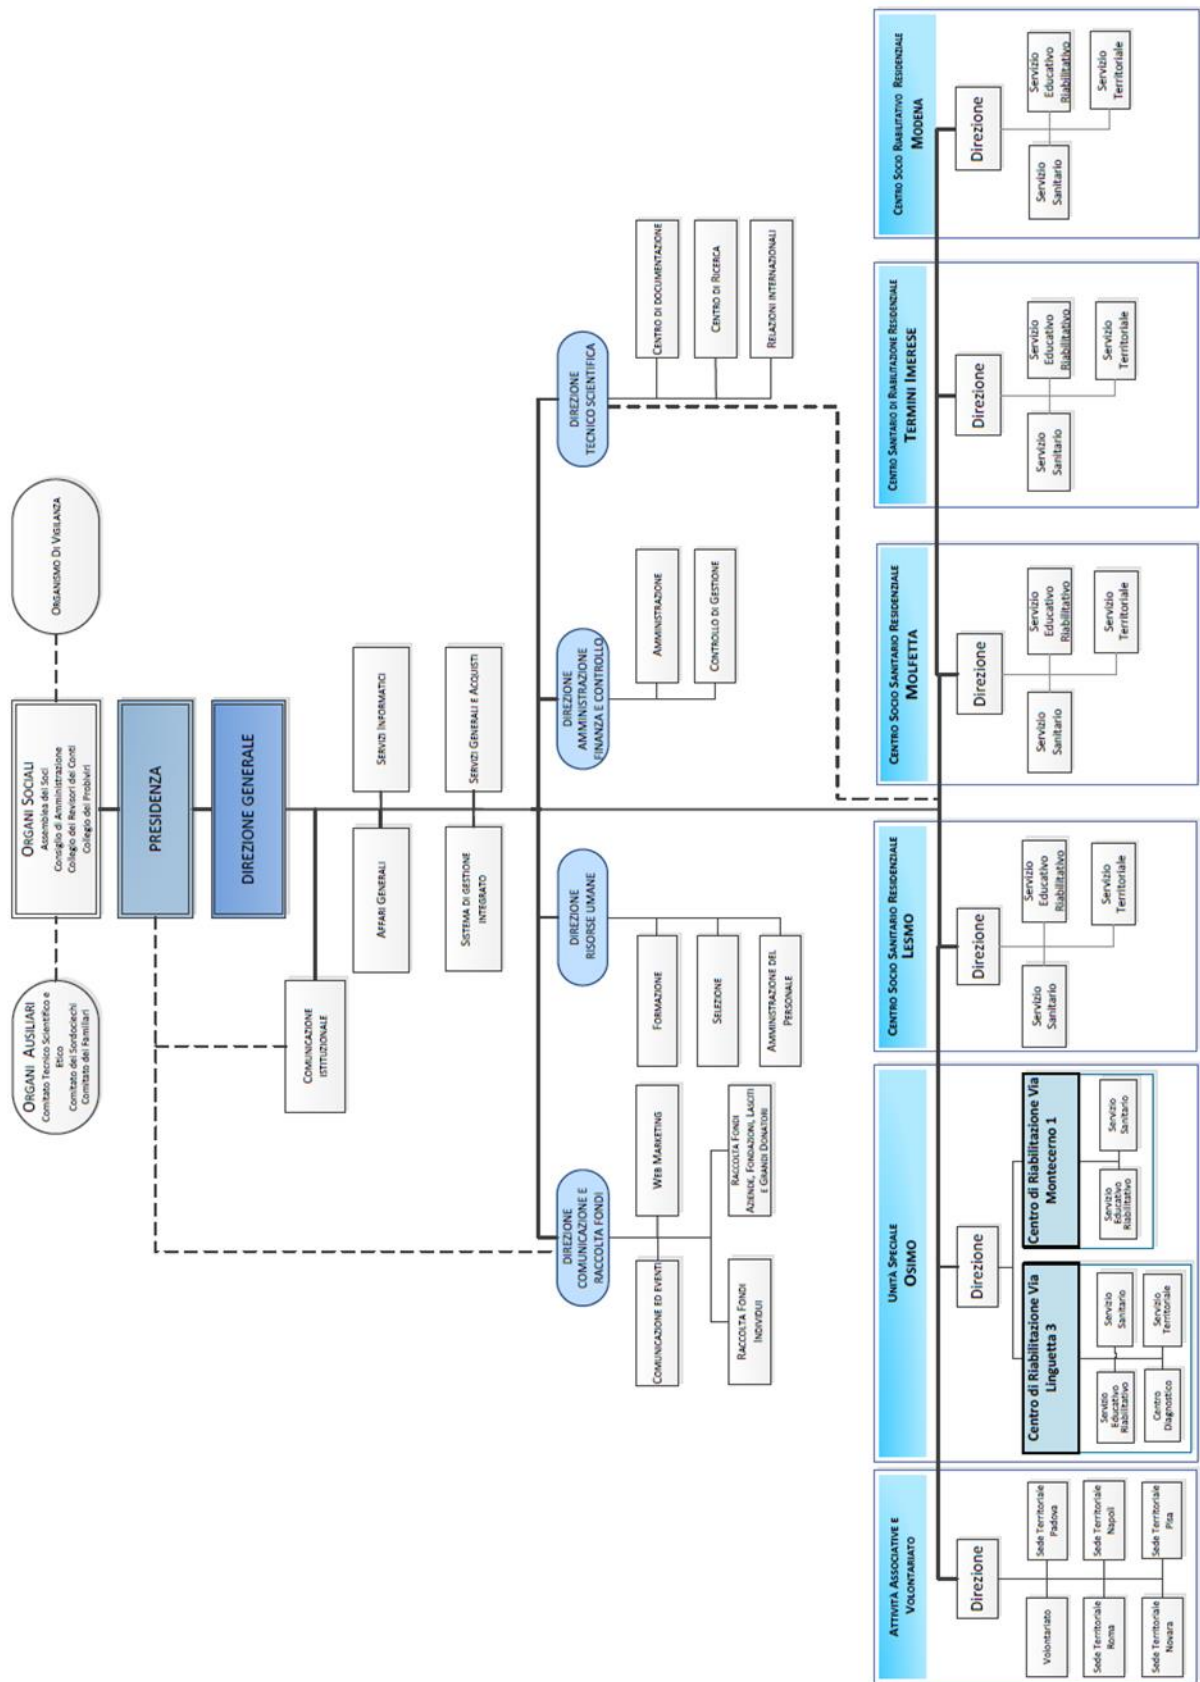 ORGANI AUSILIARI
Comitato Tecnico Scientifico e
Etico
Comitato dei Sordociechi
Comitato dei Familiari
ORGANI SOCIALI
Assemblea dei Soci
Consiglio di Amministrazione
Collegio dei Revisori dei Conti
Collegio dei Probiviri
ORGANISMO DI VIGILANZA
PRESIDENZA
DIREZIONE GENERALE
COMUNICAZIONE
ISTITUZIONALE
AFFARI GENERALI
SERVIZI INFORMATICI
SISTEMA DI GESTIONE
INTEGRATO
SERVIZI GENERALI E ACQUISTI
DIREZIONE
COMUNICAZIONE E
RACCOLTA FONDI
COMUNICAZIONE ED EVENTI
WEB MARKETING
RACCOLTA FONDI
INDIVIDUI
RACCOLTA FONDI
AZIENDE, FONDAZIONI, LASCITI
E GRANDI DONATORI
DIREZIONE
RISORSE UMANE
FORMAZIONE
SELEZIONE
AMMINISTRAZIONE DEL
PERSONALE
DIREZIONE
AMMINISTRAZIONE
FINANZA E CONTROLLO
AMMINISTRAZIONE
CONTROLLO DI GESTIONE
DIREZIONE
TECNICO SCIENTIFICA
CENTRO DI DOCUMENTAZIONE
CENTRO DI RICERCA
RELAZIONI INTERNAZIONALI
ATTIVITÀ ASSOCIATIVE E
VOLONTARIATO
Direzione
Volontariato
Sede Territoriale
Padova
Sede Territoriale
Roma
Sede Territoriale
Napoli
Sede Territoriale
Novara
Sede Territoriale
Pisa
UNITÀ SPECIALE
OSIMO
Direzione
Centro di Riabilitazione Via
Linguetta 3
Servizio
Educativo
Riabilitativo
Servizio
Sanitario
Centro
Diagnostico
Servizio
Territoriale
Centro di Riabilitazione Via
Montecerno 1
Servizio
Educativo
Riabilitativo
Servizio
Sanitario
CENTRO SOCIO SANITARIO RESIDENZIALE
LESMO
Direzione
Servizio
Sanitario
Servizio
Educativo
Riabilitativo
Servizio
Territoriale
CENTRO SOCIO SANITARIO RESIDENZIALE
MOLFETTA
Direzione
Servizio
Sanitario
Servizio
Educativo
Riabilitativo
Servizio
Territoriale
CENTRO SANITARIO DI RIABILITAZIONE RESIDENZIALE
TERMINI IMERESE
Direzione
Servizio
Sanitario
Servizio
Educativo
Riabilitativo
Servizio
Territoriale
CENTRO SOCIO RIABILITATIVO RESIDENZIALE
MODENA
Direzione
Servizio
Sanitario
Servizio
Educativo
Riabilitativo
Servizio
Territoriale